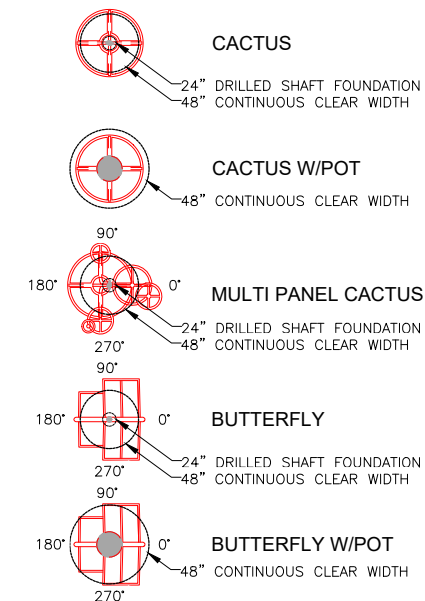 CACTUS
24" DRILLED SHAFT FOUNDATION
48" CONTINUOUS CLEAR WIDTH
CACTUS W/POT
48" CONTINUOUS CLEAR WIDTH
90°
180°
0°
MULTI PANEL CACTUS
24" DRILLED SHAFT FOUNDATION
48" CONTINUOUS CLEAR WIDTH
270°
90°
180°
0°
BUTTERFLY
24" DRILLED SHAFT FOUNDATION
48" CONTINUOUS CLEAR WIDTH
270°
90°
180°
0°
BUTTERFLY W/POT
48" CONTINUOUS CLEAR WIDTH
270°